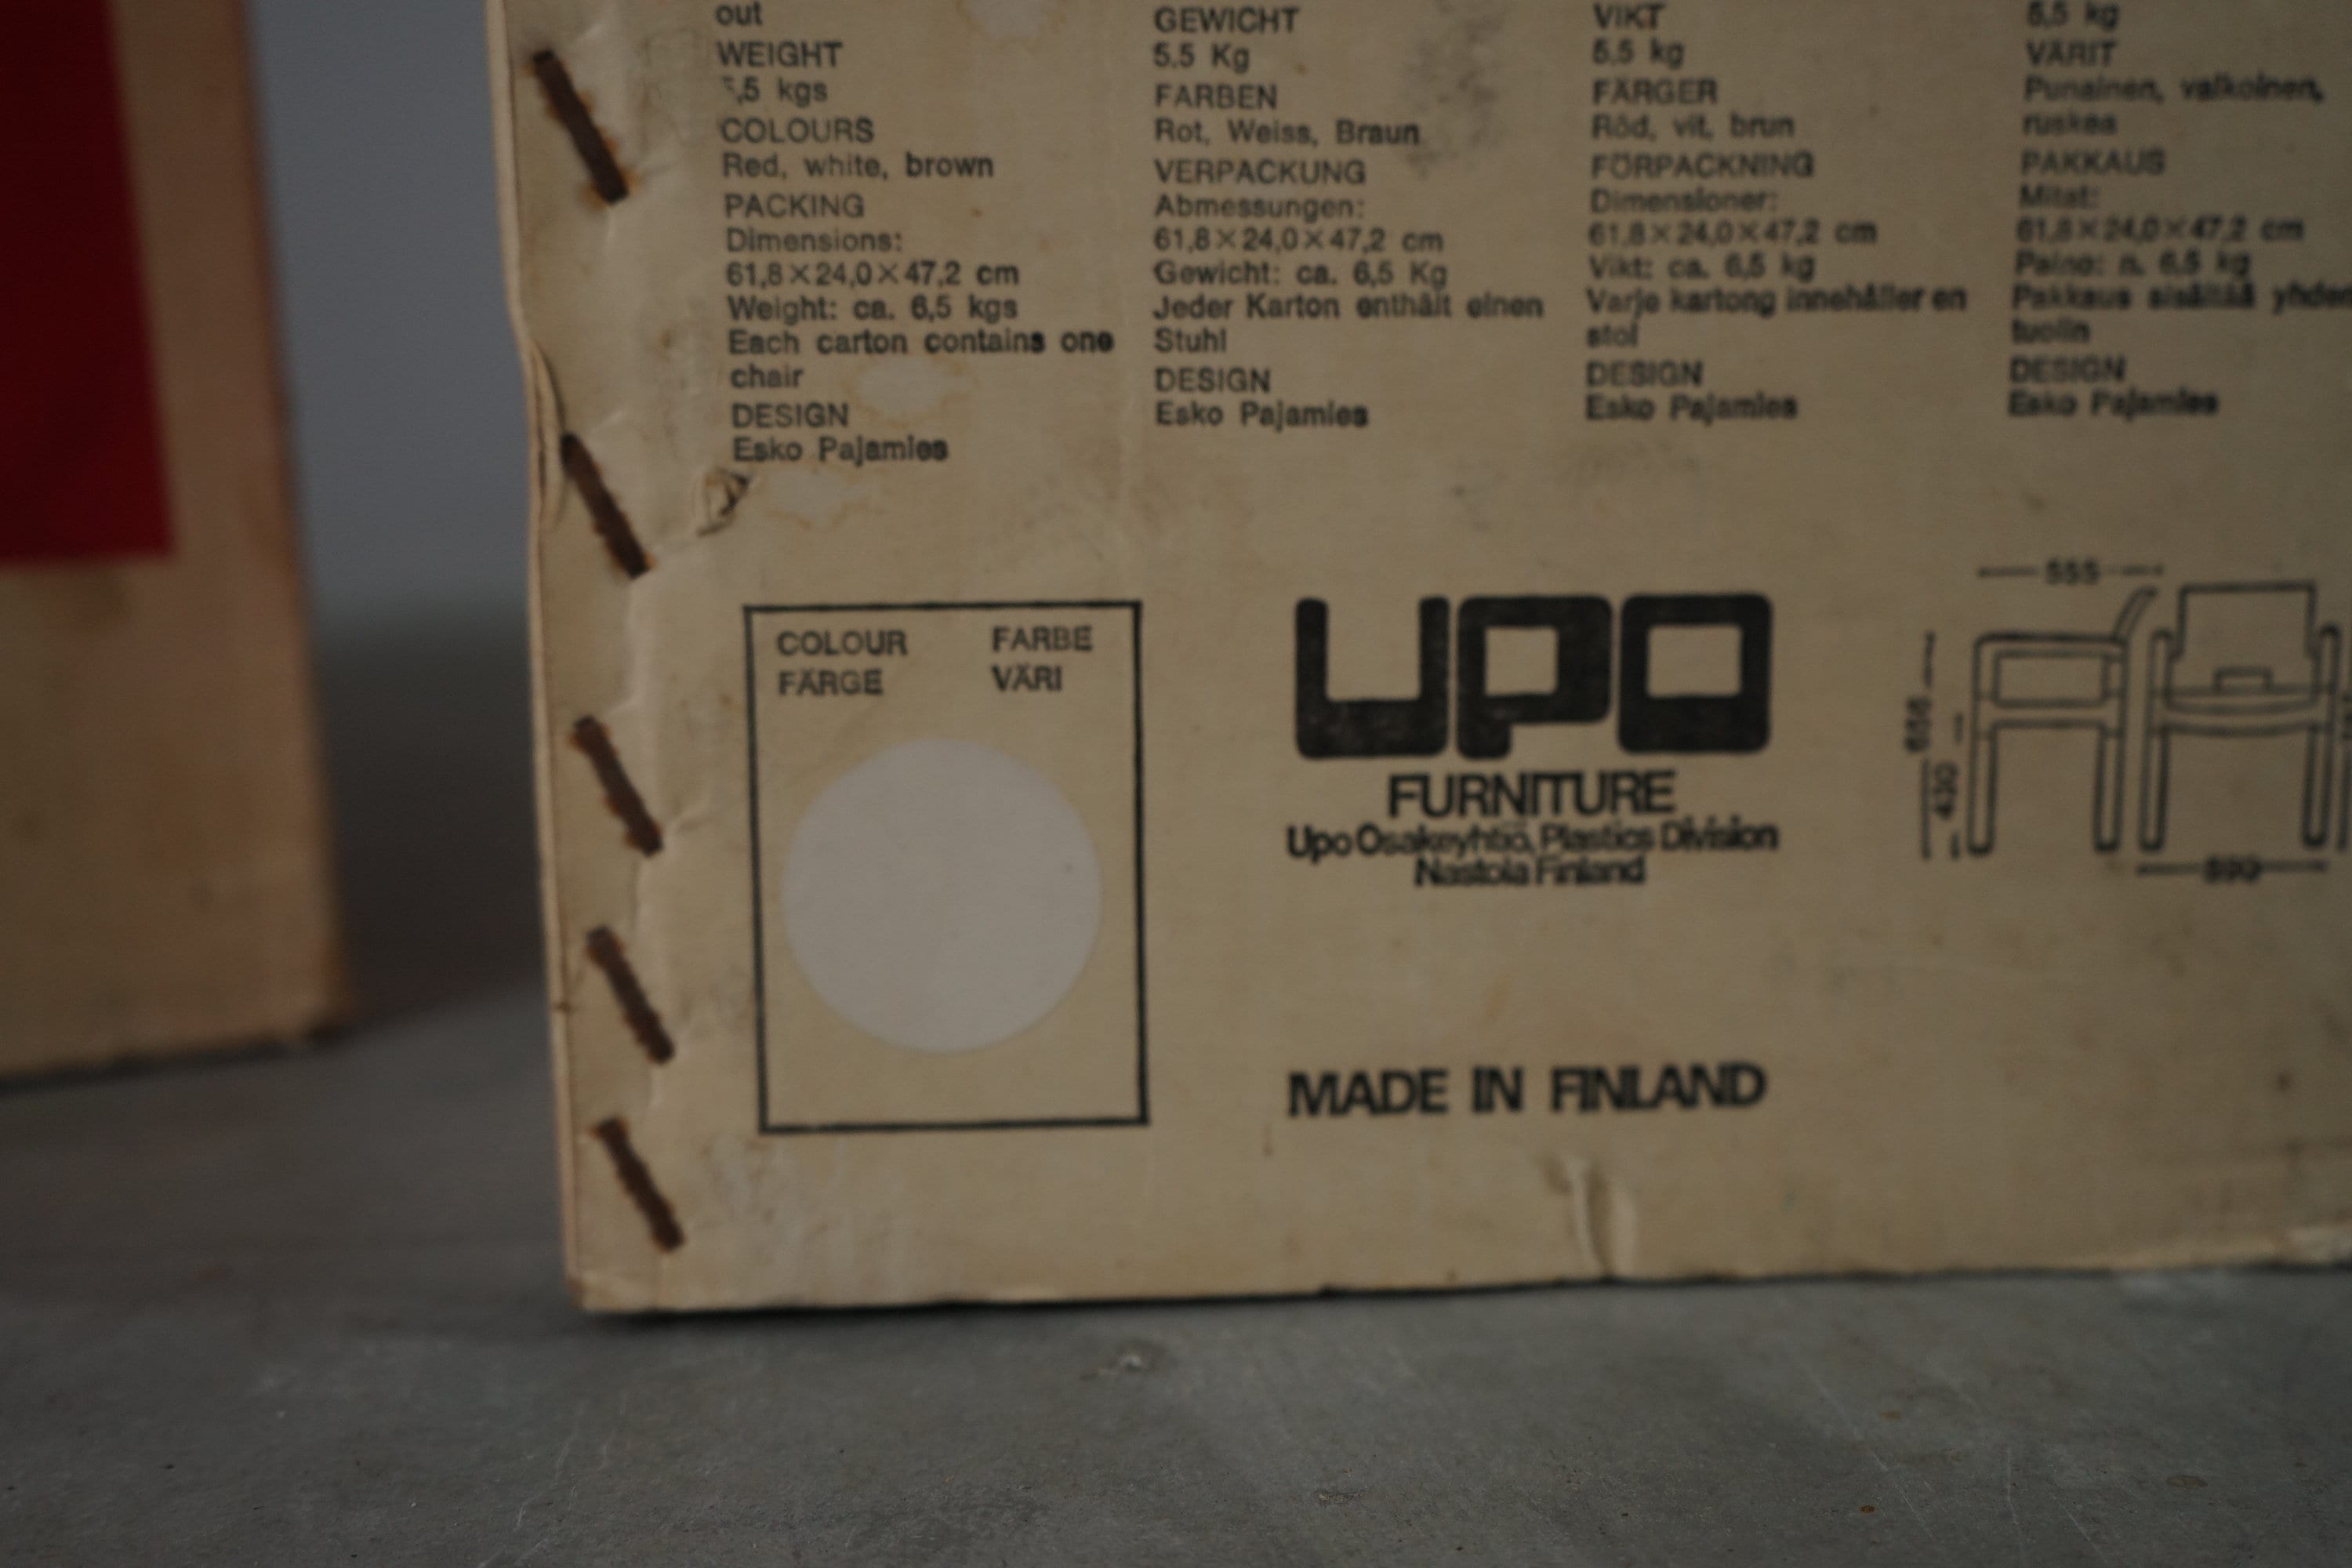 out
WEIGHT
5,5 kgs
COLOURS
Red, white, brown
PACKING
Dimensions:
61,8×24,0×47,2 cm
Weight: ca. 6,5 kgs
Each carton contains one
chair
DESIGN
Esko Pajamies
GEWICHT
5,5 Kg
FARBEN
Rot, Weiss, Braun
VERPACKUNG
Abmessungen:
61,8×24,0×47,2 cm
Gewicht: ca. 6,5 Kg
Jeder Karton enthält einen
Stuhl
DESIGN
Esko Pajamies
VIKT
5,5 kg
FÄRGER
Röd, vit, brun
FÖRPACKNING
Dimensioner:
61,8×24,0×47,2 cm
Vikt: ca. 6,5 kg
Varje kartong innehåller en
stol
DESIGN
Esko Pajamies
5,5 kg
VÄRIT
Punainen, valkoinen,
ruskea
PAKKAUS
Mitat:
61,8×24,0×47,2 cm
Paino: n. 6,5 kg
Pakkaus sisältää yhden
tuolin
DESIGN
Esko Pajamies
COLOUR FARBE
FÄRGE VÄRI
upo
FURNITURE
Upo Osakeyhtiö, Plastics Division
Nastola Finland
MADE IN FINLAND
555
430
590